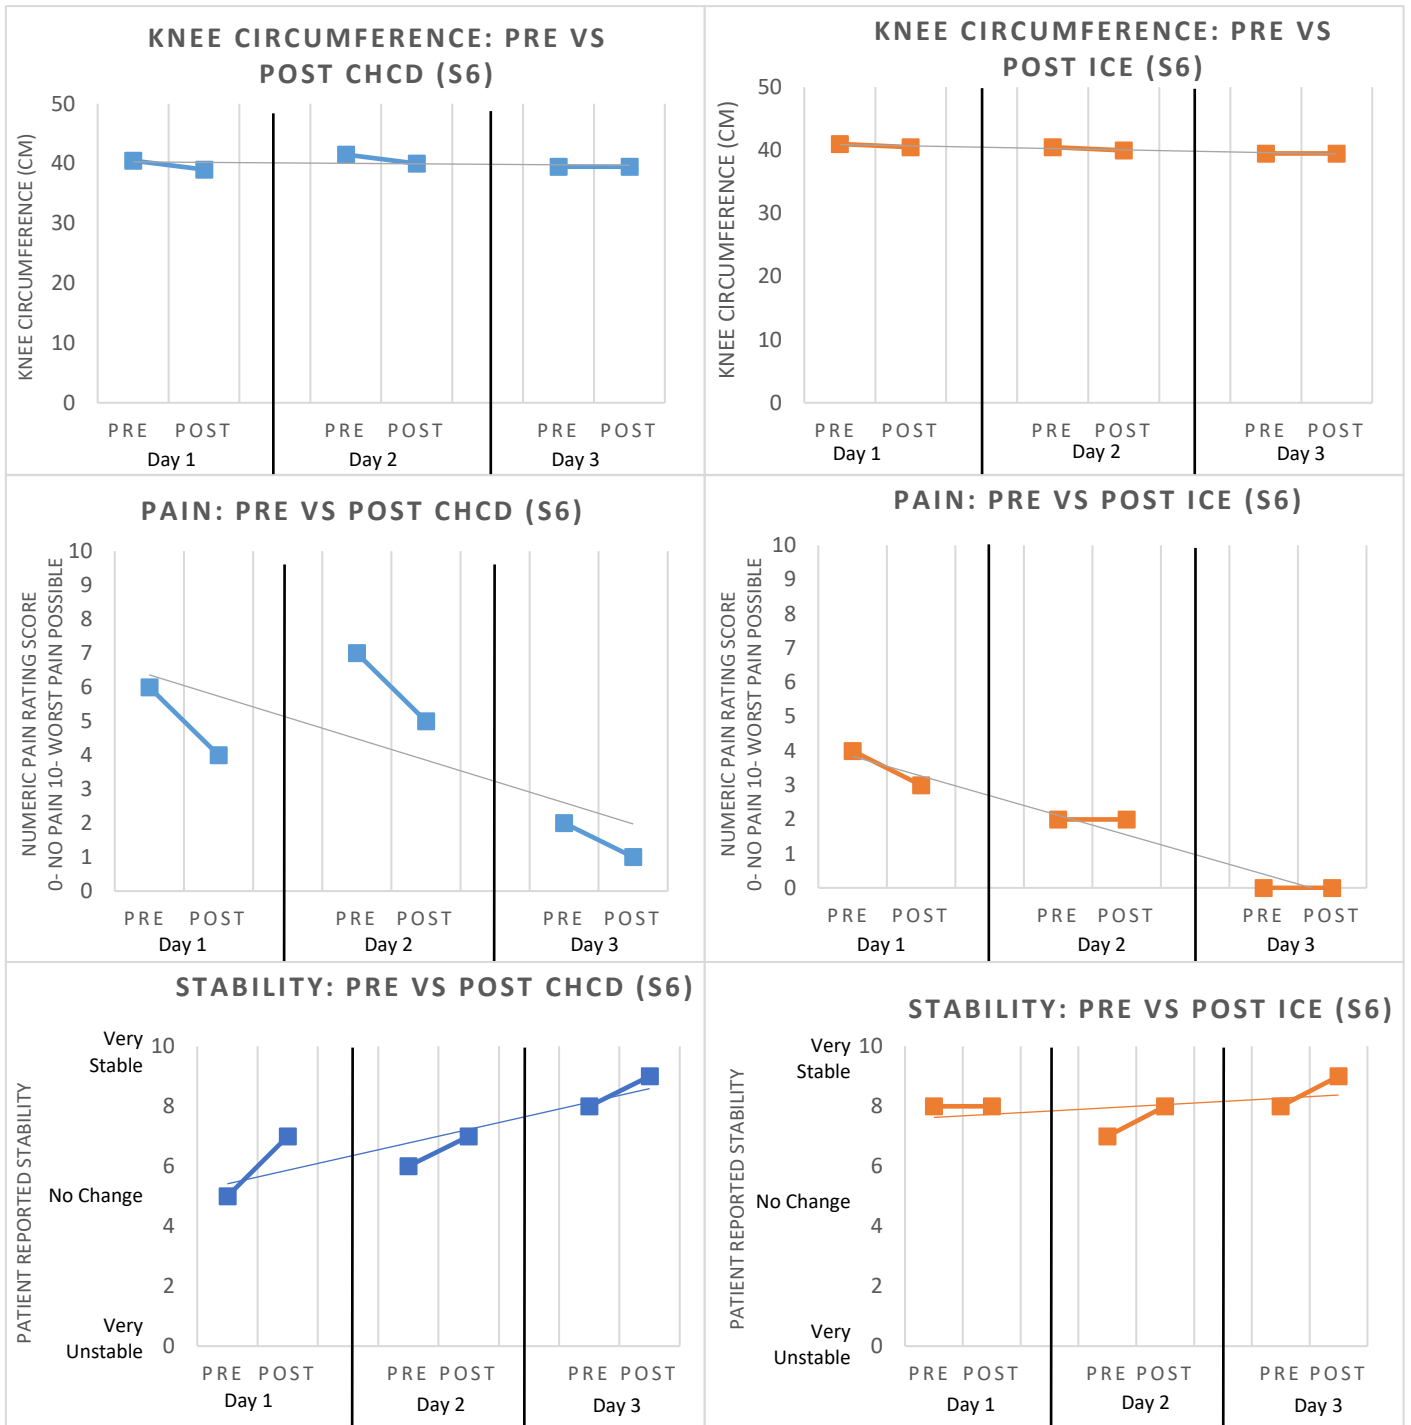 KNEE CIRCUMFERENCE: PRE VS
POST CHCD (S6)
KNEE CIRCUMFERENCE (CM)
50
40
30
20
10
0
PRE POST PRE POST PRE POST
Day 1 Day 2 Day 3
KNEE CIRCUMFERENCE: PRE VS
POST ICE (S6)
KNEE CIRCUMFERENCE (CM)
50
40
30
20
10
0
PRE POST PRE POST PRE POST
Day 1 Day 2 Day 3
PAIN: PRE VS POST CHCD (S6)
NUMERIC PAIN RATING SCORE
0- NO PAIN 10- WORST PAIN POSSIBLE
10
9
8
7
6
5
4
3
2
1
0
PRE POST PRE POST PRE POST
Day 1 Day 2 Day 3
PAIN: PRE VS POST ICE (S6)
NUMERIC PAIN RATING SCORE
0- NO PAIN 10- WORST PAIN POSSIBLE
10
9
8
7
6
5
4
3
2
1
0
PRE POST PRE POST PRE POST
Day 1 Day 2 Day 3
STABILITY: PRE VS POST CHCD (S6)
PATIENT REPORTED STABILITY
Very
Stable
No Change
Very
Unstable
10
8
6
4
2
0
PRE POST PRE POST PRE POST
Day 1 Day 2 Day 3
STABILITY: PRE VS POST ICE (S6)
PATIENT REPORTED STABILITY
Very
Stable
No Change
Very
Unstable
10
8
6
4
2
0
PRE POST PRE POST PRE POST
Day 1 Day 2 Day 3